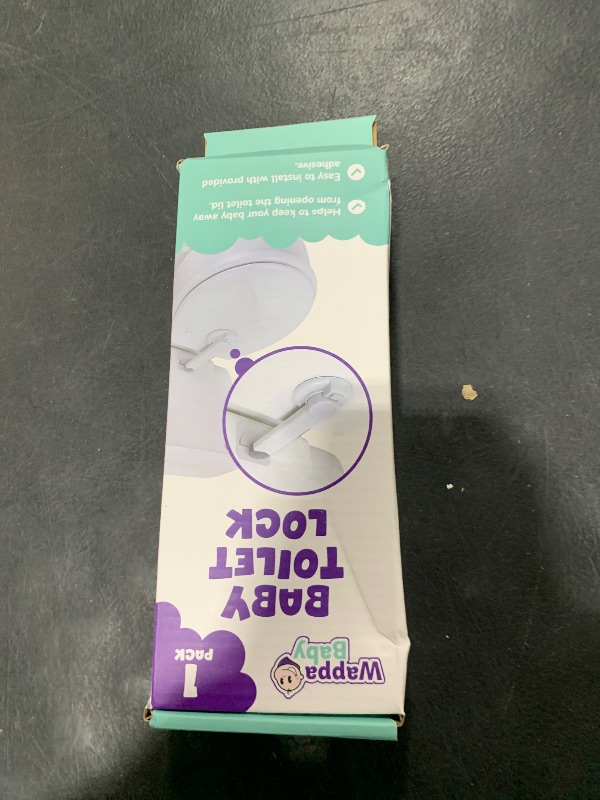 Wappa
Baby
1
PACK
BABY
TOILET
LOCK
Helps to keep your baby away
from opening the toilet lid.
Easy to install with provided
adhesive.